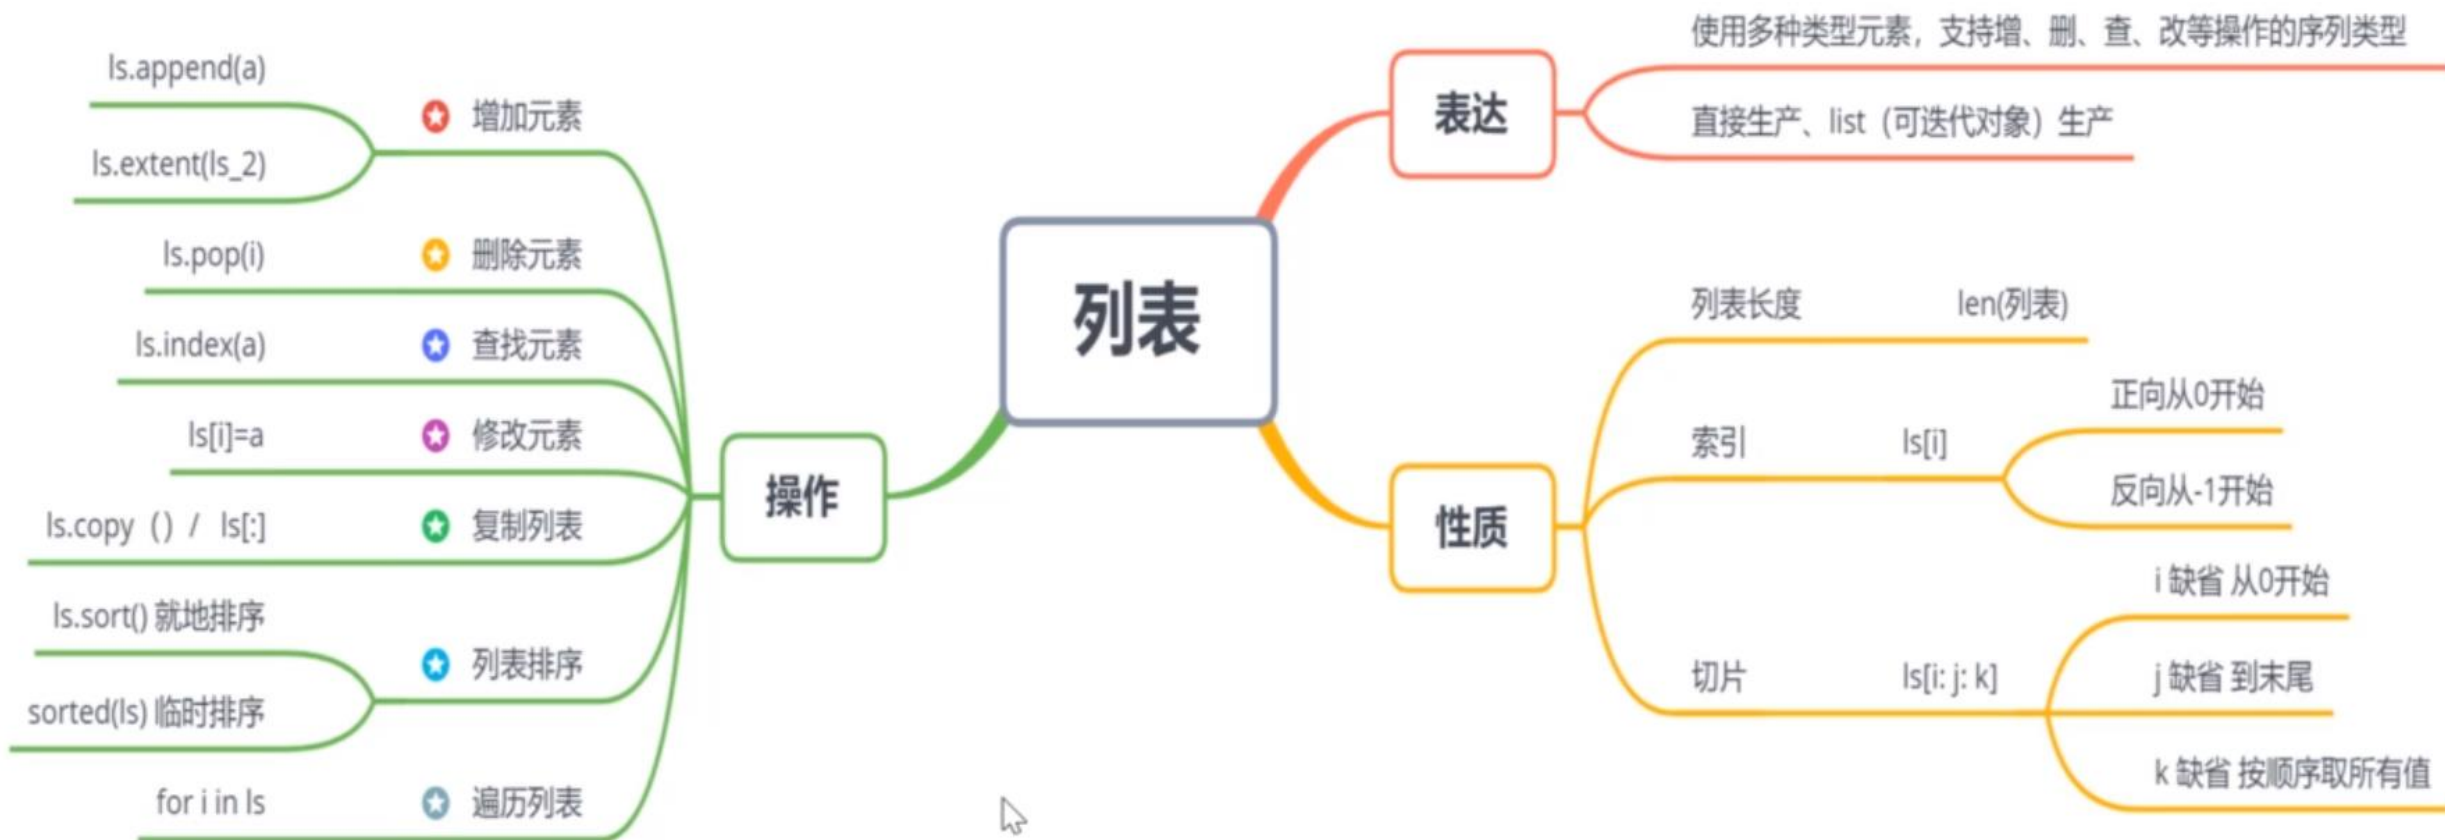 列表
表达
使用多种类型元素，支持增、删、查、改等操作的序列类型
直接生产、list（可迭代对象）生产
性质
列表长度 len(列表)
索引 ls[i]
正向从0开始
反向从-1开始
切片 ls[i: j: k]
i 缺省 从0开始
j 缺省 到末尾
k 缺省 按顺序取所有值
操作
增加元素
ls.append(a)
ls.extent(ls_2)
删除元素
ls.pop(i)
查找元素
ls.index(a)
修改元素
ls[i]=a
复制列表
ls.copy（）/ ls[:]
列表排序
ls.sort() 就地排序
sorted(ls) 临时排序
遍历列表
for i in ls